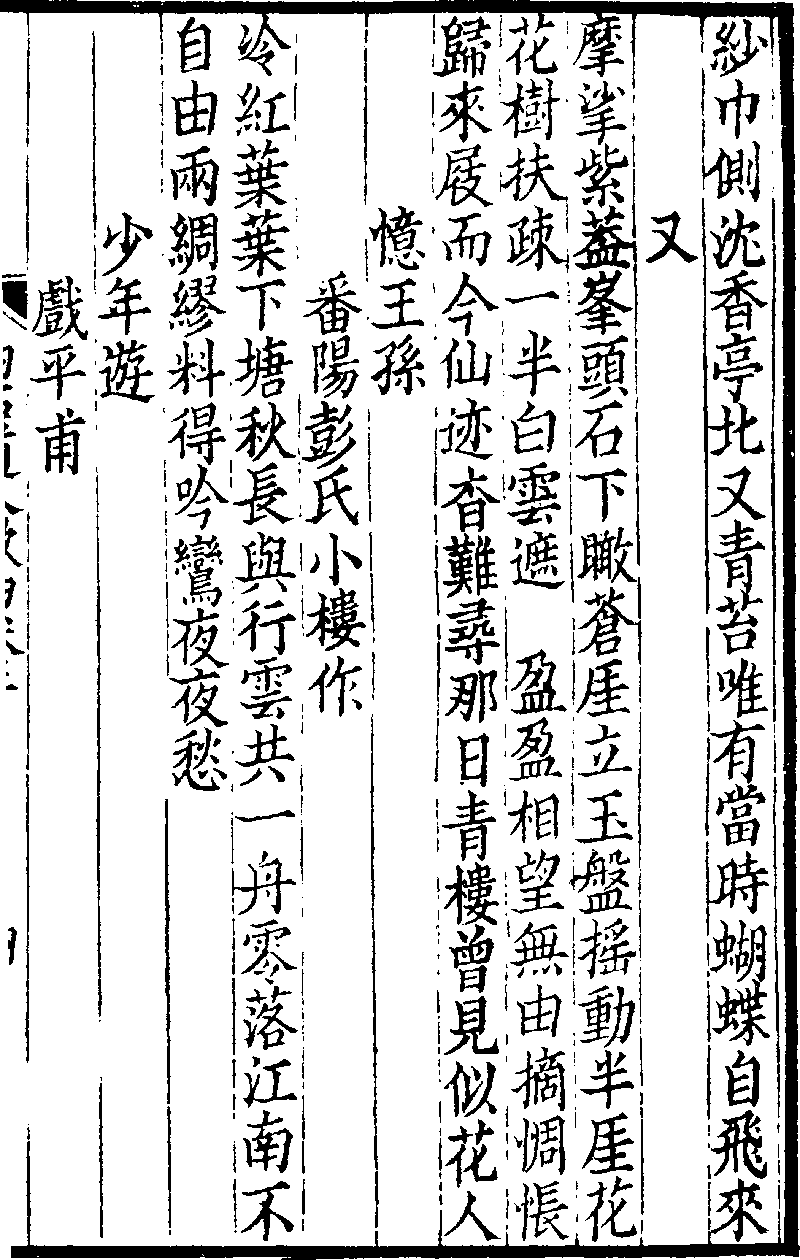 紗巾側沈香亭北又青苔唯有當時蝴蝶自飛來
又
摩挲紫蓋峯頭石下瞰蒼厓立玉盤摇動半厓花
花樹扶疎一半白雲遮　盈盈相望無由摘惆悵
歸來屐而今仙迹杳難尋那日青樓曾見似花人
憶王孫
番陽彭氏小樓作
冷紅葉葉下塘秋長與行雲共一舟零落江南不
自由兩綢繆料得吟鸞夜夜愁
少年遊
戲平甫